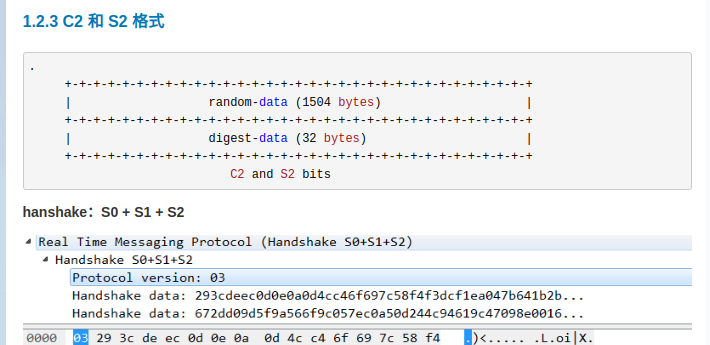 1.2.3 C2 和 S2 格式
.
+-+-+-+-+-+-+-+-+-+-+-+-+-+-+-+-+-+-+-+-+-+-+-+-+-+-+-+-+-+-+-+-+
| random-data (1504 bytes) |
+-+-+-+-+-+-+-+-+-+-+-+-+-+-+-+-+-+-+-+-+-+-+-+-+-+-+-+-+-+-+-+-+
| digest-data (32 bytes) |
+-+-+-+-+-+-+-+-+-+-+-+-+-+-+-+-+-+-+-+-+-+-+-+-+-+-+-+-+-+-+-+-+
C2 and S2 bits
hanshake：S0 + S1 + S2
Real Time Messaging Protocol (Handshake S0+S1+S2)
Handshake S0+S1+S2
Protocol version: 03
Handshake data: 293cdeec0d0e0a0d4cc46f697c58f4f3dcf1ea047b641b2b...
Handshake data: 672dd09d5f9a566f9c057ec0a50d244c94619c47098e0016...
0000 03 29 3c de ec 0d 0e 0a 0d 4c c4 6f 69 7c 58 f4 .)<..... .L.oi|X.